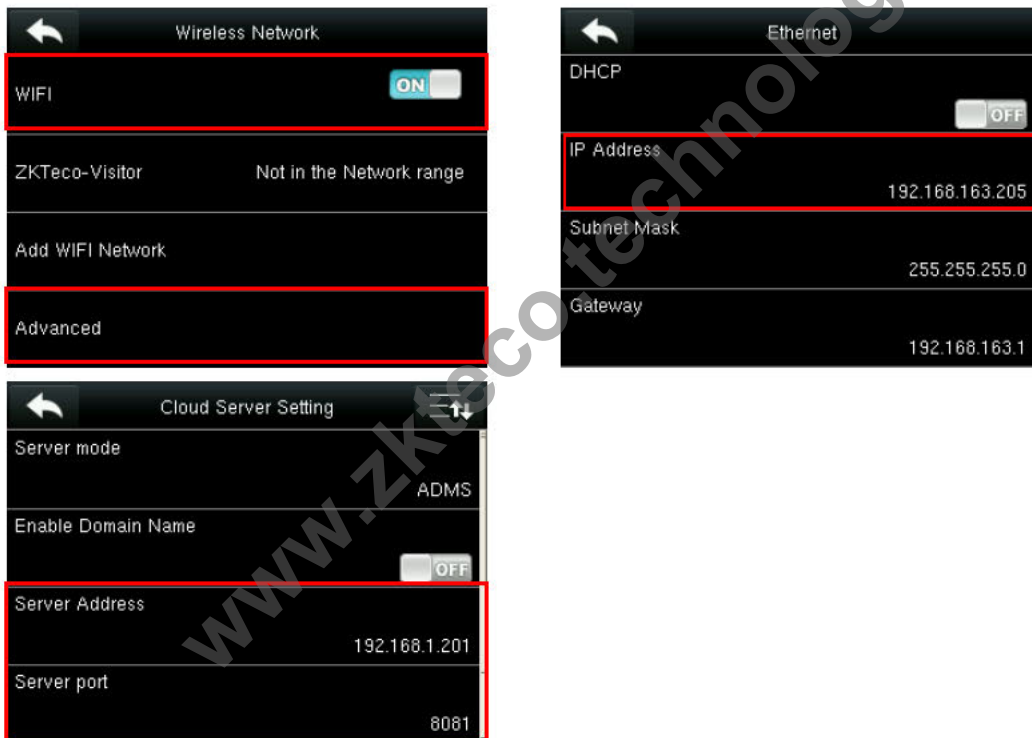 Wireless Network
WIFI
ON
ZKTeco-Visitor Not in the Network range
Add WIFI Network
Advanced
Ethernet
DHCP
OFF
IP Address
192.168.163.205
Subnet Mask
255.255.255.0
Gateway
192.168.163.1
Cloud Server Setting
Server mode
ADMS
Enable Domain Name
OFF
Server Address
192.168.1.201
Server port
8081
www.zkteco.technolog